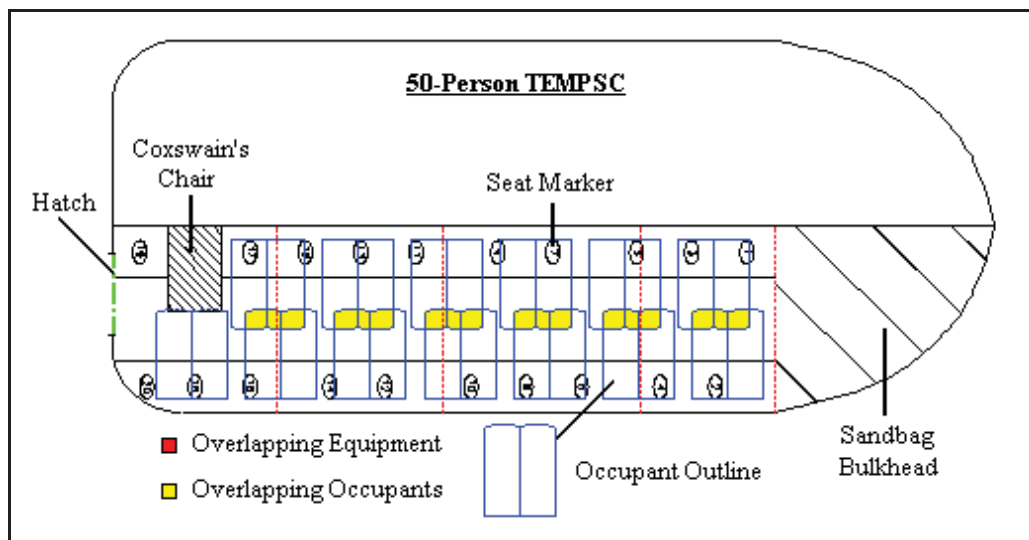 50-Person TEMPSC
Coxswain's
Chair
Seat Marker
Hatch
Overlapping Equipment
Overlapping Occupants
Occupant Outline
Sandbag
Bulkhead